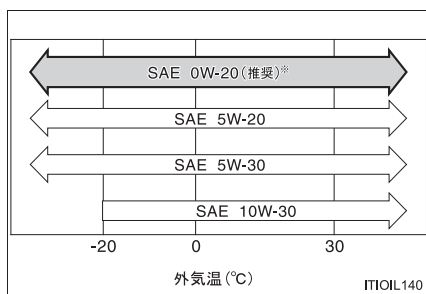 SAE 0W-20（推奨）※
SAE 5W-20
SAE 5W-30
SAE 10W-30
-20 0 30
外気温（℃）
ITIOIL140